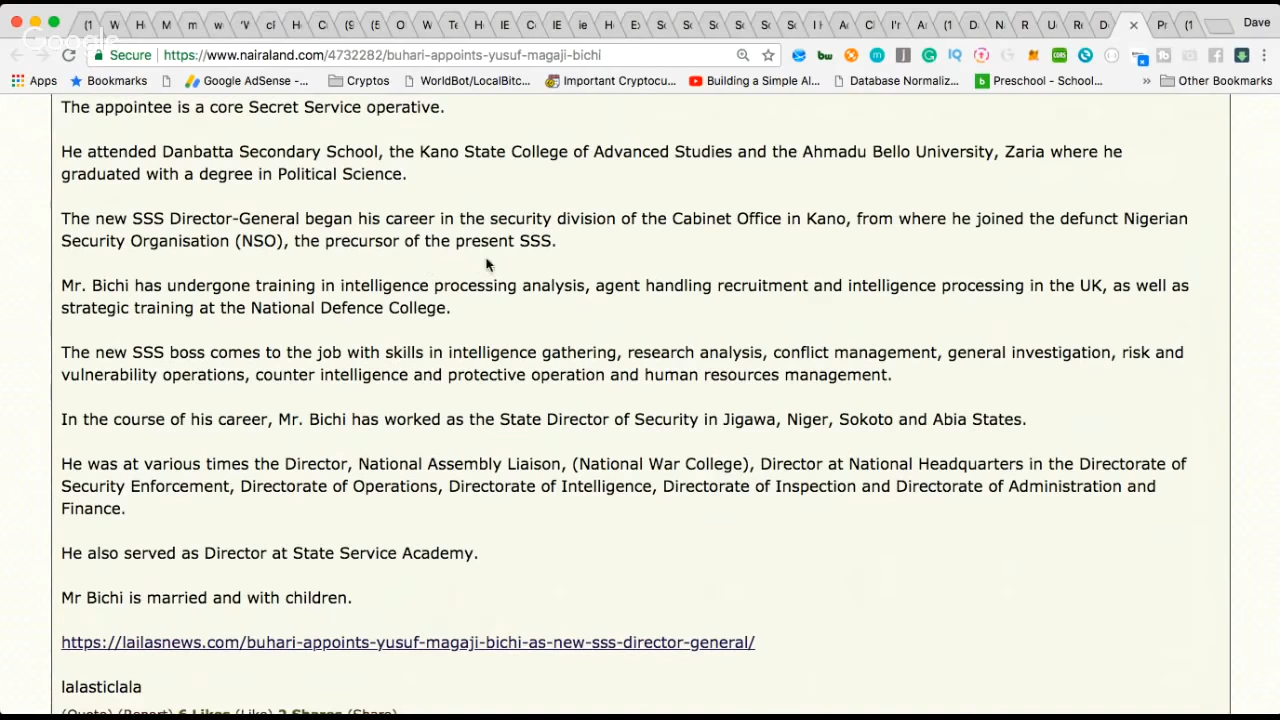 Dave
Google
Secure | https://www.nairaland.com/4732282/buhari-appoints-yusuf-magaji-bichi
Apps Bookmarks Google AdSense -... Cryptos Workhlot/LocalBitc... Important Cryptocu... Building a Simple Al... Database Normaliz... Preschool - School... » Other Bookmarks
The appointee is a core Secret Service operative.
He attended Danbatta Secondary School, the Kano State College of Advanced Studies and the Ahmadu Bello University, Zaria where he
graduated with a degree in Political Science.
The new SSS Director-General began his career in the security division of the Cabinet Office in Kano, from where he joined the defunct Nigerian
Security Organisation (NSO), the precursor of the present SSS.
Mr. Bichi has undergone training in intelligence processing analysis, agent handling recruitment and intelligence processing in the UK, as well as
strategic training at the National Defence College.
The new SSS boss comes to the job with skills in intelligence gathering, research analysis, conflict management, general investigation, risk and
vulnerability operations, counter intelligence and protective operation and human resources management.
In the course of his career, Mr. Bichi has worked as the State Director of Security in Jigawa, Niger, Sokoto and Abia States.
He was at various times the Director, National Assembly Liaison, (National War College), Director at National Headquarters in the Directorate of
Security Enforcement, Directorate of Operations, Directorate of Intelligence, Directorate of Inspection and Directorate of Administration and
Finance.
He also served as Director at State Service Academy.
Mr Bichi is married and with children.
https://lailasnews.com/buhari-appoints-yusuf-magaji-bichi-as-new-sss-director-general/
lalasticlala
(Quote) (Report) 6 Likes (Like) 2 Shares (Share)